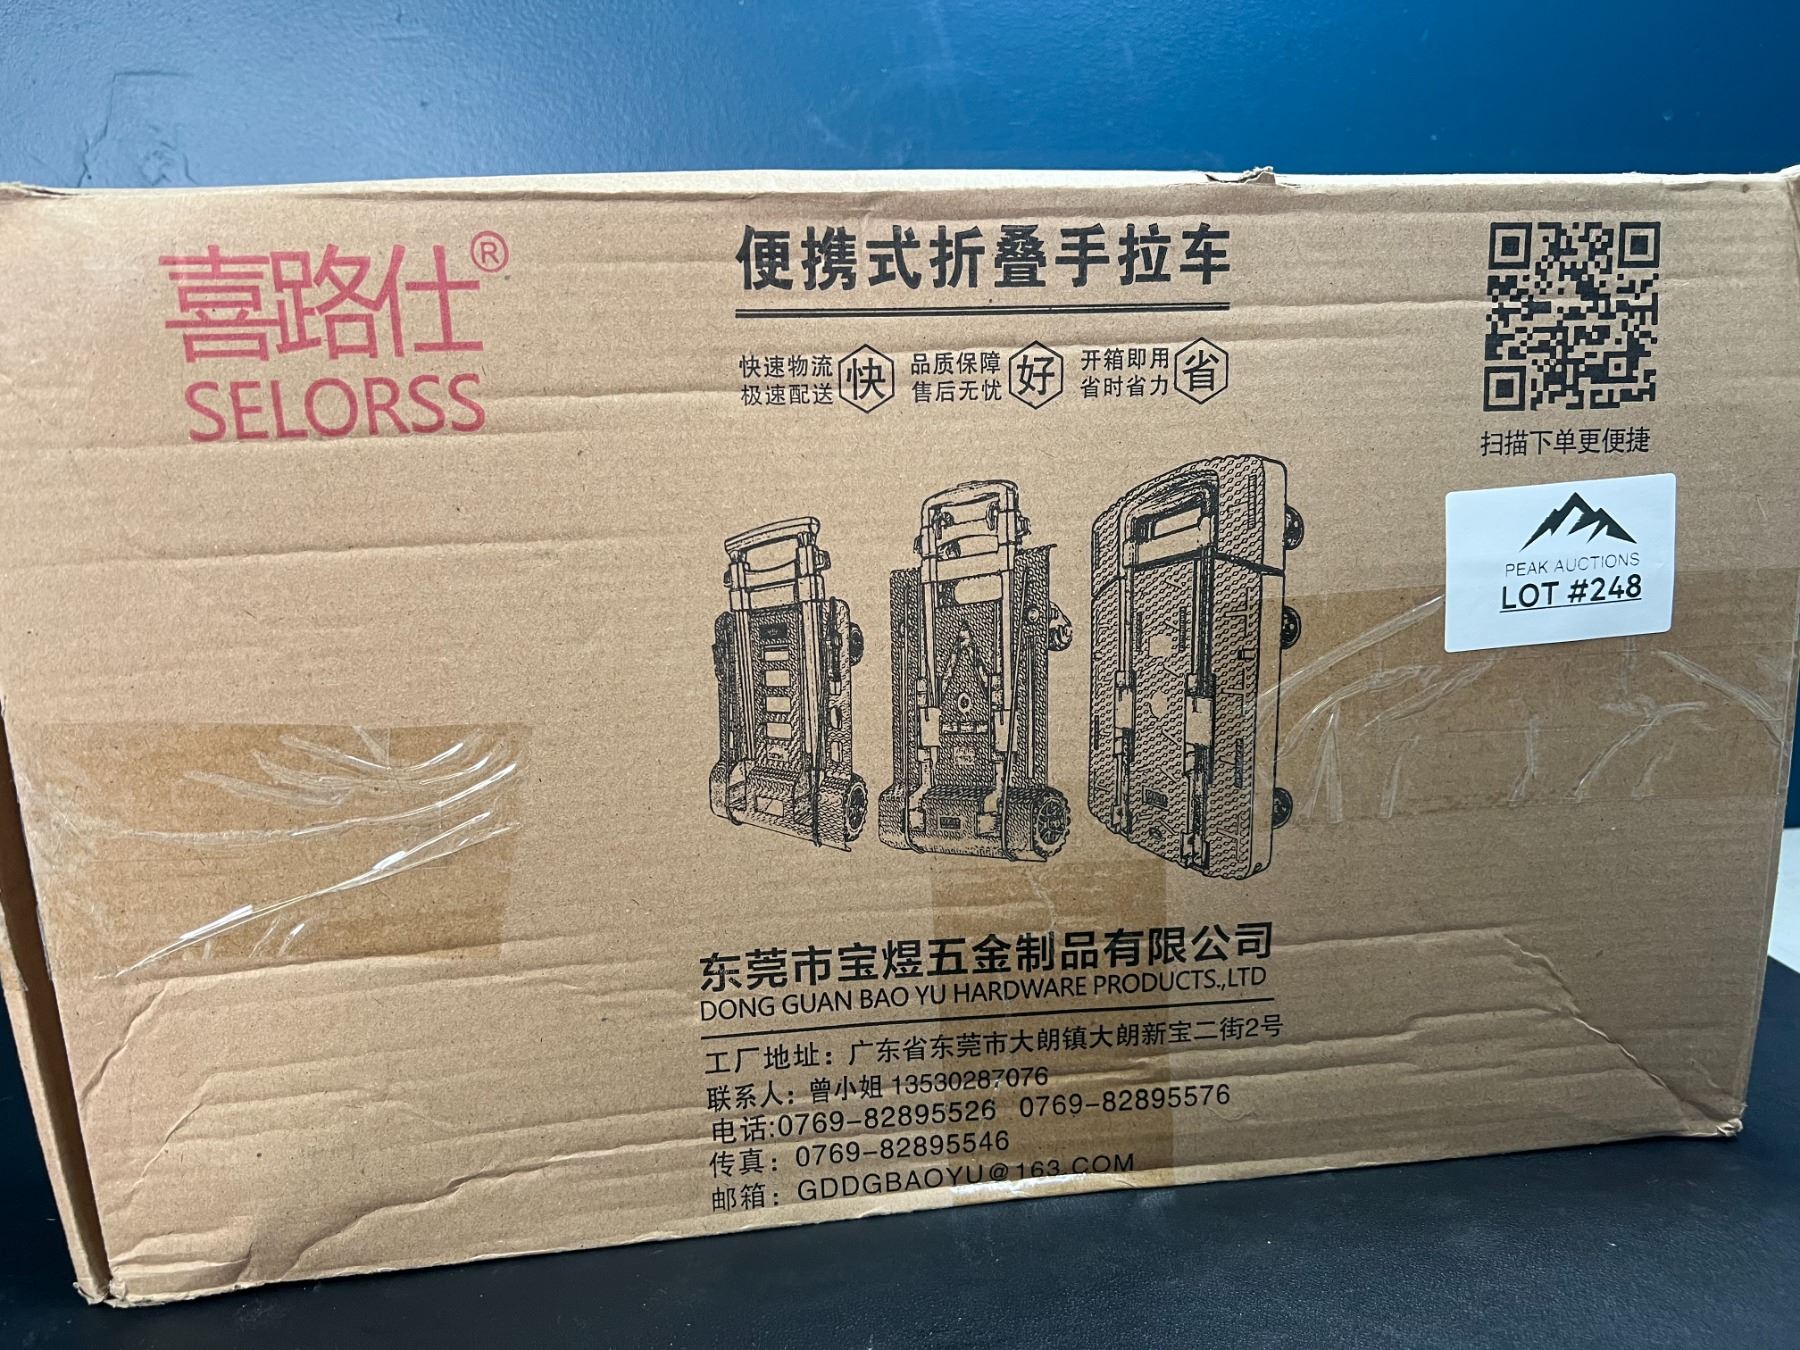 喜路仕®
SELORSS
便携式折叠手拉车
快速物流
极速配送
快
品质保障
售后无忧
好
开箱即用
省时省力
省
扫描下单更便捷
PEAK AUCTIONS
LOT #248
东莞市宝煜五金制品有限公司
DONG GUAN BAO YU HARDWARE PRODUCTS.,LTD
工厂地址：广东省东莞市大朗镇大朗新宝二街2号
联系人：曾小姐 13530287076
电话:0769-82895526 0769-82895576
传真：0769-82895546
邮箱：GDDGBAOYU@163.COM